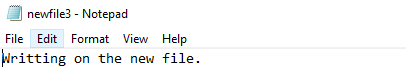 newfile3 - Notepad
File Edit Format View Help
Writting on the new file.